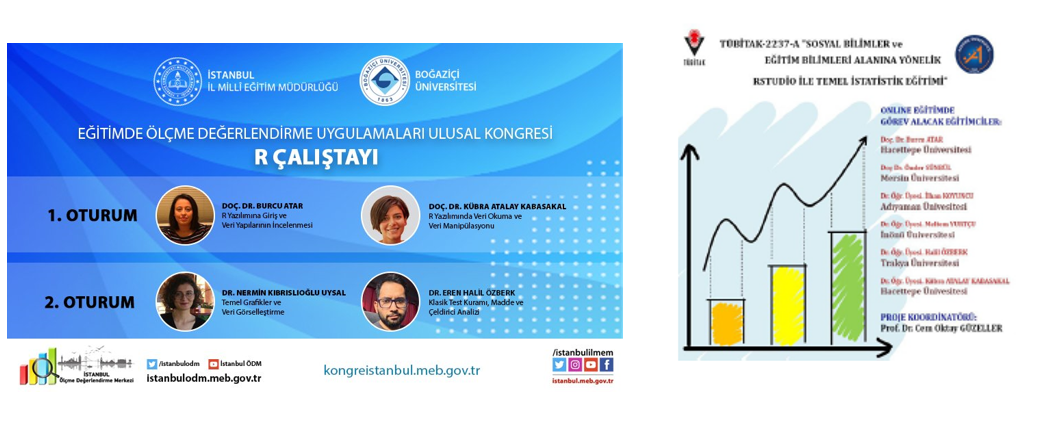 İSTANBUL
İL MİLLÎ EĞİTİM MÜDÜRLÜĞÜ
BOĞAZİÇİ ÜNİVERSİTESİ
1863
BOĞAZİÇİ
ÜNİVERSİTESİ
EĞİTİMDE ÖLÇME DEĞERLENDİRME UYGULAMALARI ULUSAL KONGRESİ
R ÇALIŞTAYI
1. OTURUM
DOÇ. DR. BURCU ATAR
R Yazılımına Giriş ve
Veri Yapılarının İncelenmesi
DOÇ. DR. KÜBRA ATALAY KABASAKAL
R Yazılımında Veri Okuma ve
Veri Manipülasyonu
2. OTURUM
DR. NERMİN KIBRISLIOĞLU UYSAL
Temel Grafikler ve
Veri Görselleştirme
DR. EREN HALİL ÖZBERK
Klasik Test Kuramı, Madde ve
Çeldirici Analizi
İSTANBUL
Ölçme Değerlendirme Merkezi
/istanbulodm
İstanbul ÖDM
istanbulodm.meb.gov.tr
kongreistanbul.meb.gov.tr
/istanbulilmem
istanbul.meb.gov.tr
TÜBİTAK
TÜBİTAK-2237-A "SOSYAL BİLİMLER ve
EĞİTİM BİLİMLERİ ALANINA YÖNELİK
RSTUDIO İLE TEMEL İSTATİSTİK EĞİTİMİ"
ONLINE EĞİTİMDE
GÖREV ALACAK EĞİTİMCİLER:
Doç. Dr. Burcu ATAR
Hacettepe Üniversitesi
Mersin Üniversitesi
Dr. Öğr. Üyesi. İlhan KOYUNCU
Adıyaman Üniversitesi
Dr. Öğr. Üyesi. Meltem YURTÇU
İnönü Üniversitesi
Dr. Öğr. Üyesi. Halil ÖZBERK
Trakya Üniversitesi
Dr. Öğr. Üyesi. Kübra ATALAY KABASAKAL
Hacettepe Üniversitesi
PROJE KOORDİNATÖRÜ:
Prof. Dr. Cem Oktay GÜZELLER